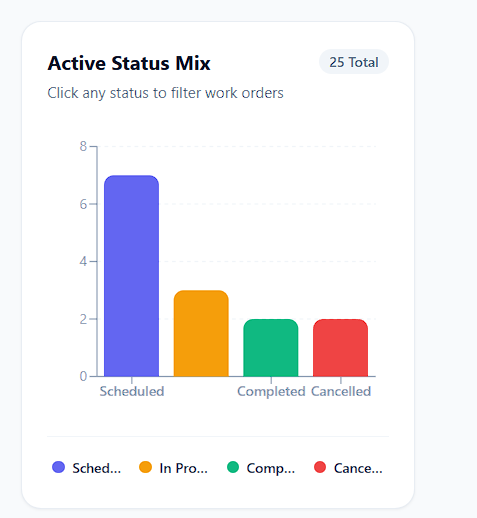 Active Status Mix
25 Total
Click any status to filter work orders
8
6
4
2
0
Scheduled Completed Cancelled
Sched... In Pro... Comp... Cance...